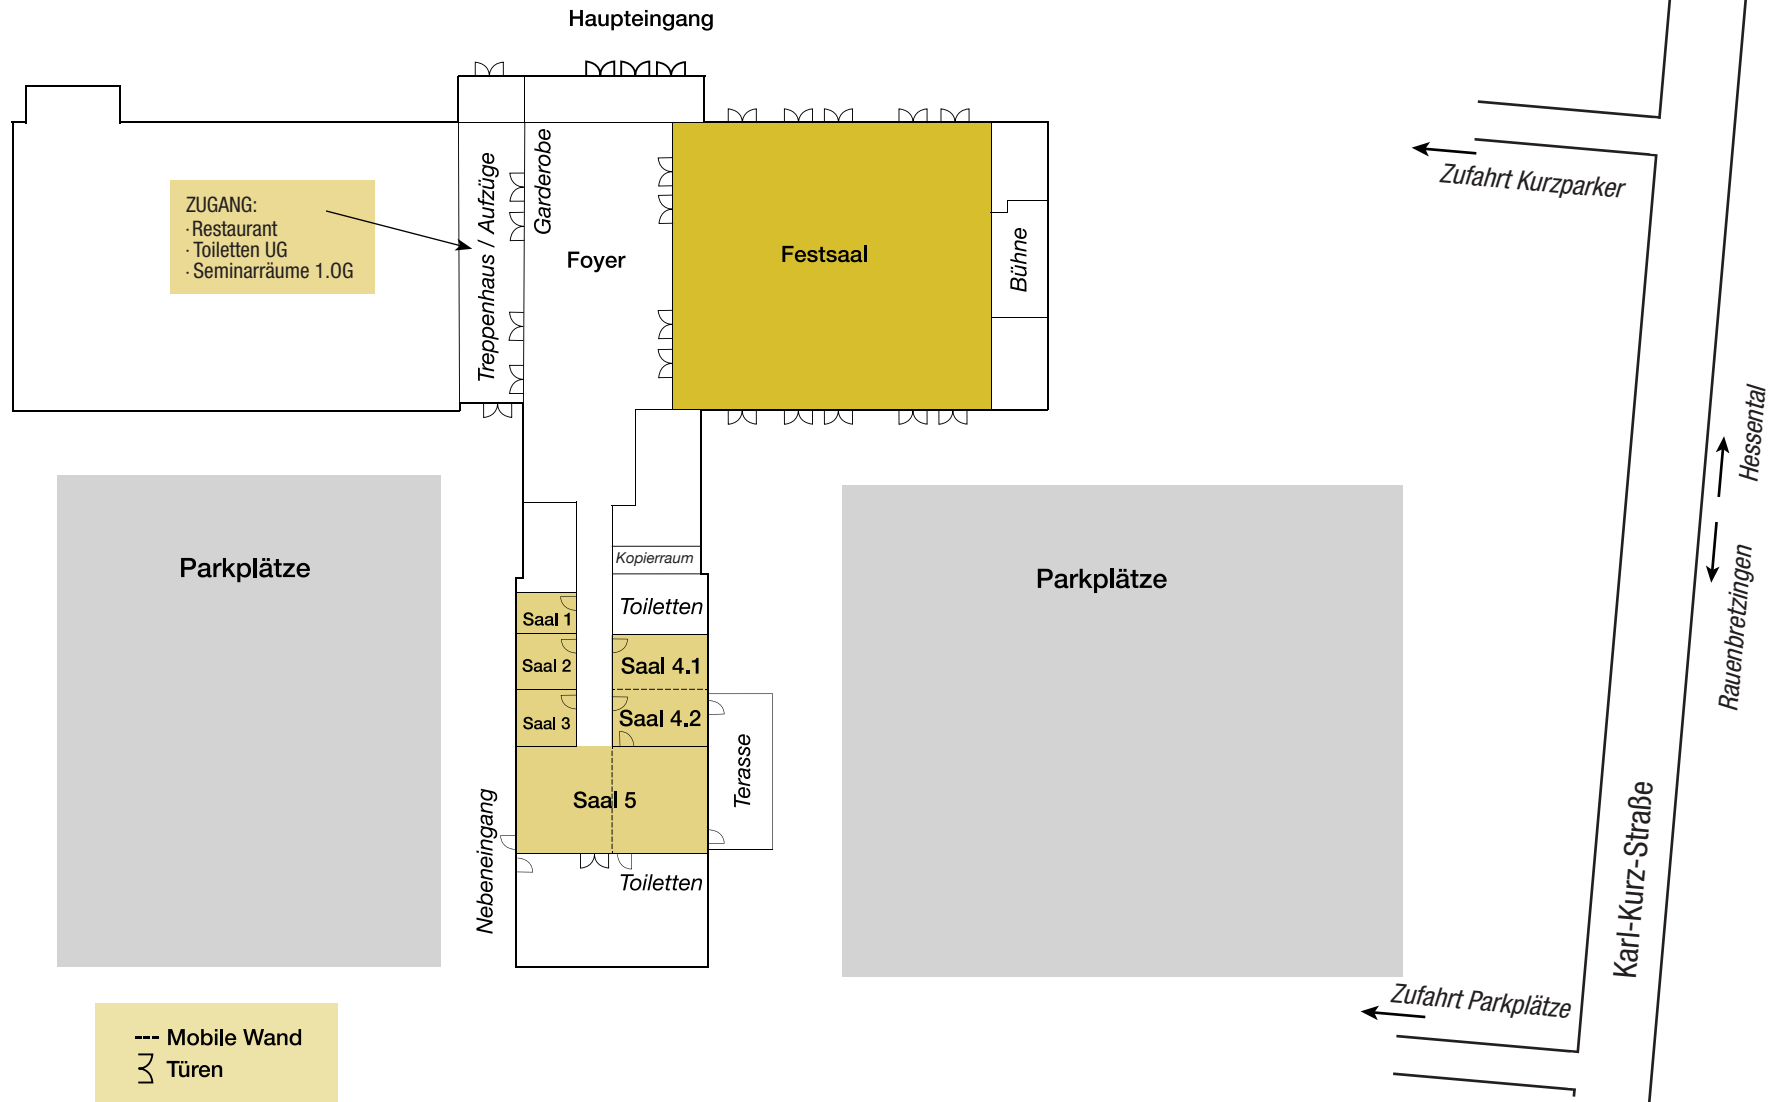 Haupteingang
Zufahrt Kurzparker
ZUGANG:
· Restaurant
· Toiletten UG
· Seminarräume 1.OG
Treppenhaus / Aufzüge
Garderobe
Foyer
Festsaal
Bühne
Hessental
Rauenbretzingen
Karl-Kurz-Straße
Parkplätze
Parkplätze
Kopierraum
Toiletten
Saal 1
Saal 2
Saal 4.1
Saal 3
Saal 4.2
Terasse
Saal 5
Nebeneingang
Toiletten
Zufahrt Parkplätze
--- Mobile Wand
Türen